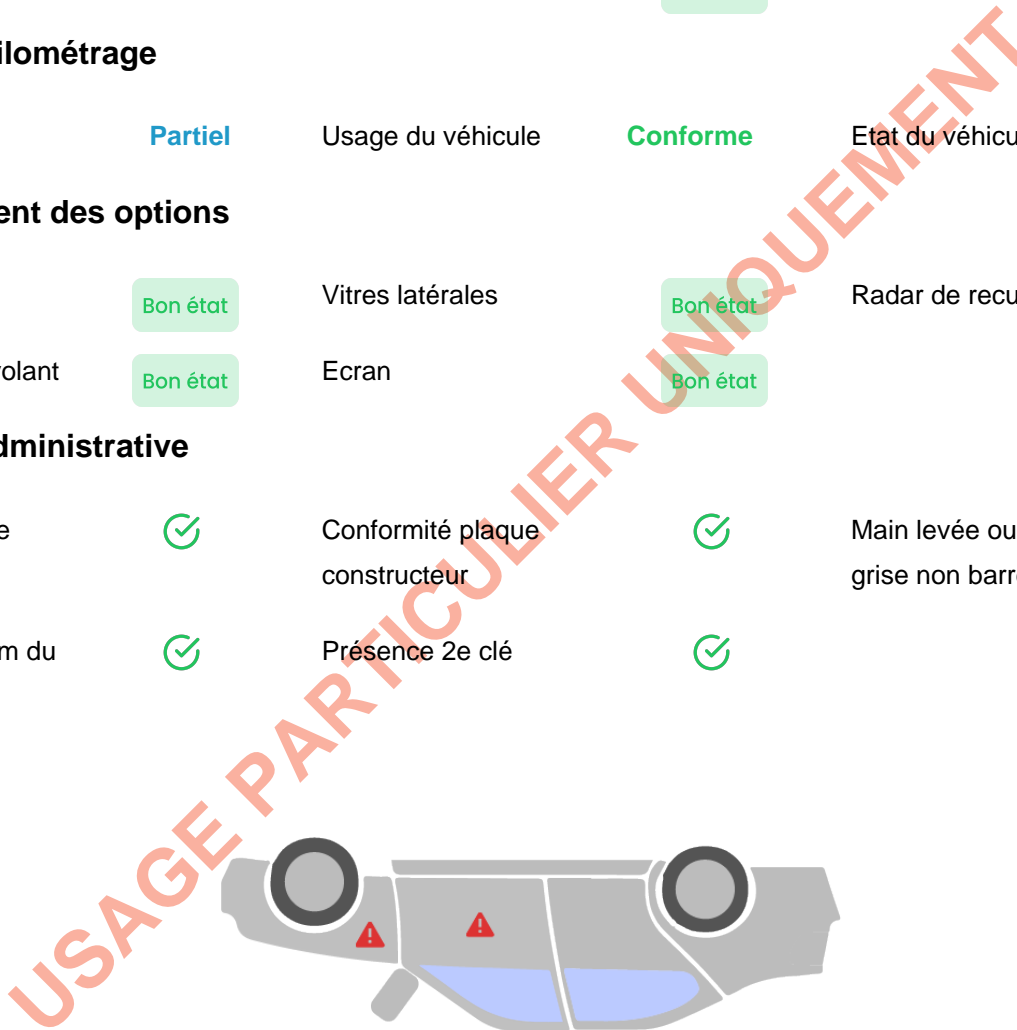 ilométrage
Partiel Usage du véhicule Conforme Etat du véhicu
ent des options
Bon état Vitres latérales Bon état Radar de recu
volant Bon état Ecran Bon état
dministrative
e Conformité plaque Main levée ou
constructeur grise non barr
m du Présence 2e clé
USAGE PARTICULIER UNIQUEMENT